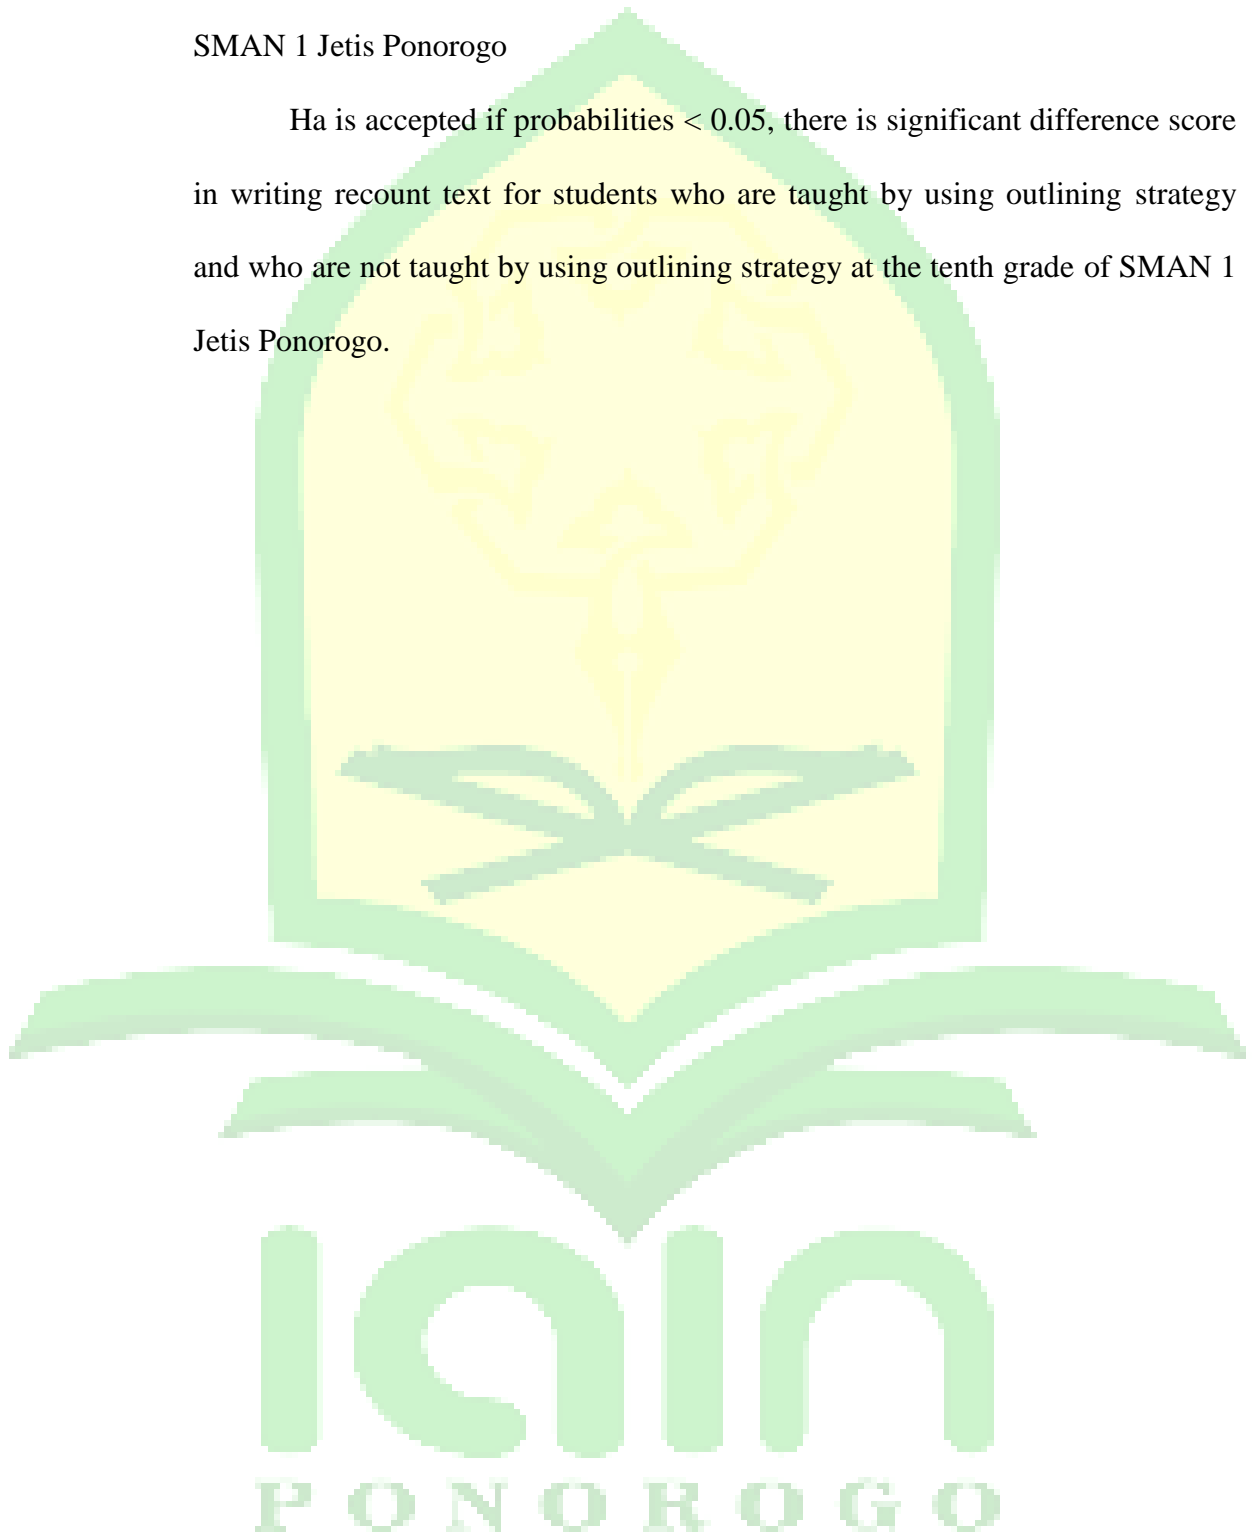 SMAN 1 Jetis Ponorogo
Ha is accepted if probabilities < 0.05, there is significant difference score
in writing recount text for students who are taught by using outlining strategy
and who are not taught by using outlining strategy at the tenth grade of SMAN 1
Jetis Ponorogo.
iain
PONOROGO